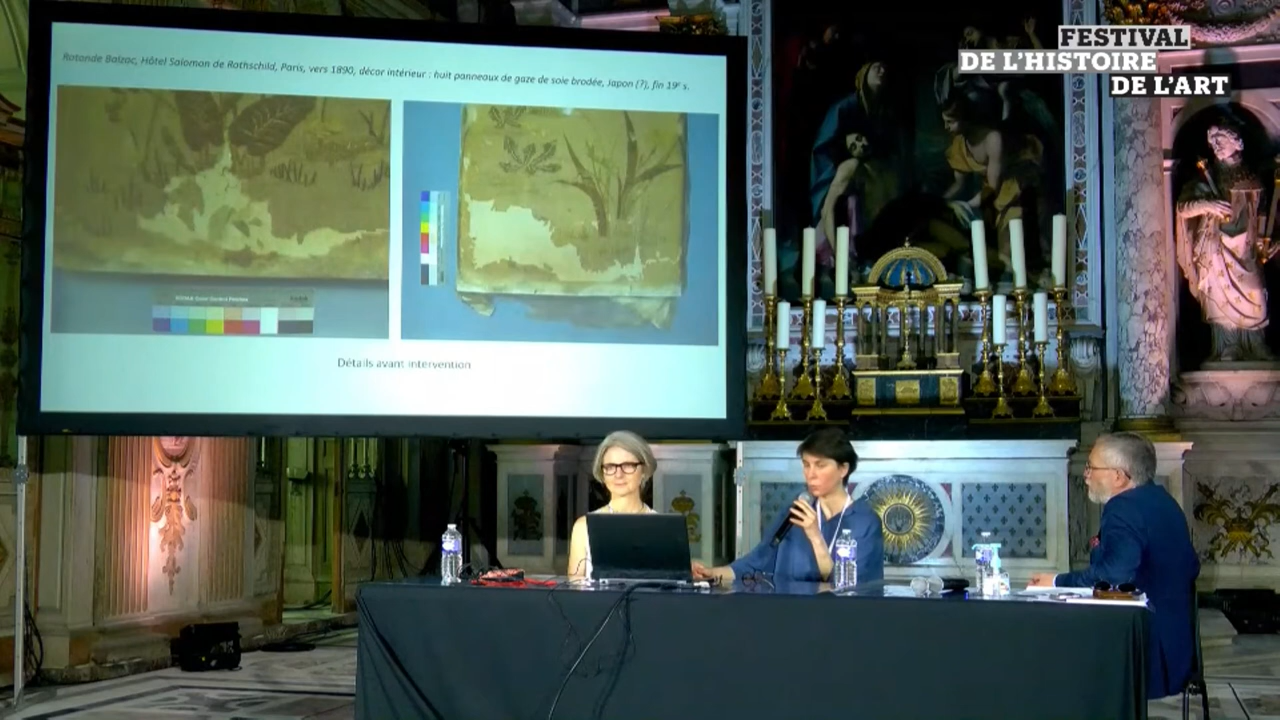 FESTIVAL
DE L'HISTOIRE
DE L'ART
Rotonde Balzac, Hôtel Salomon de Rothschild, Paris, vers 1890, décor intérieur : huit panneaux de gaze de soie brodée, Japon (?), fin 19e s.
Détails avant intervention